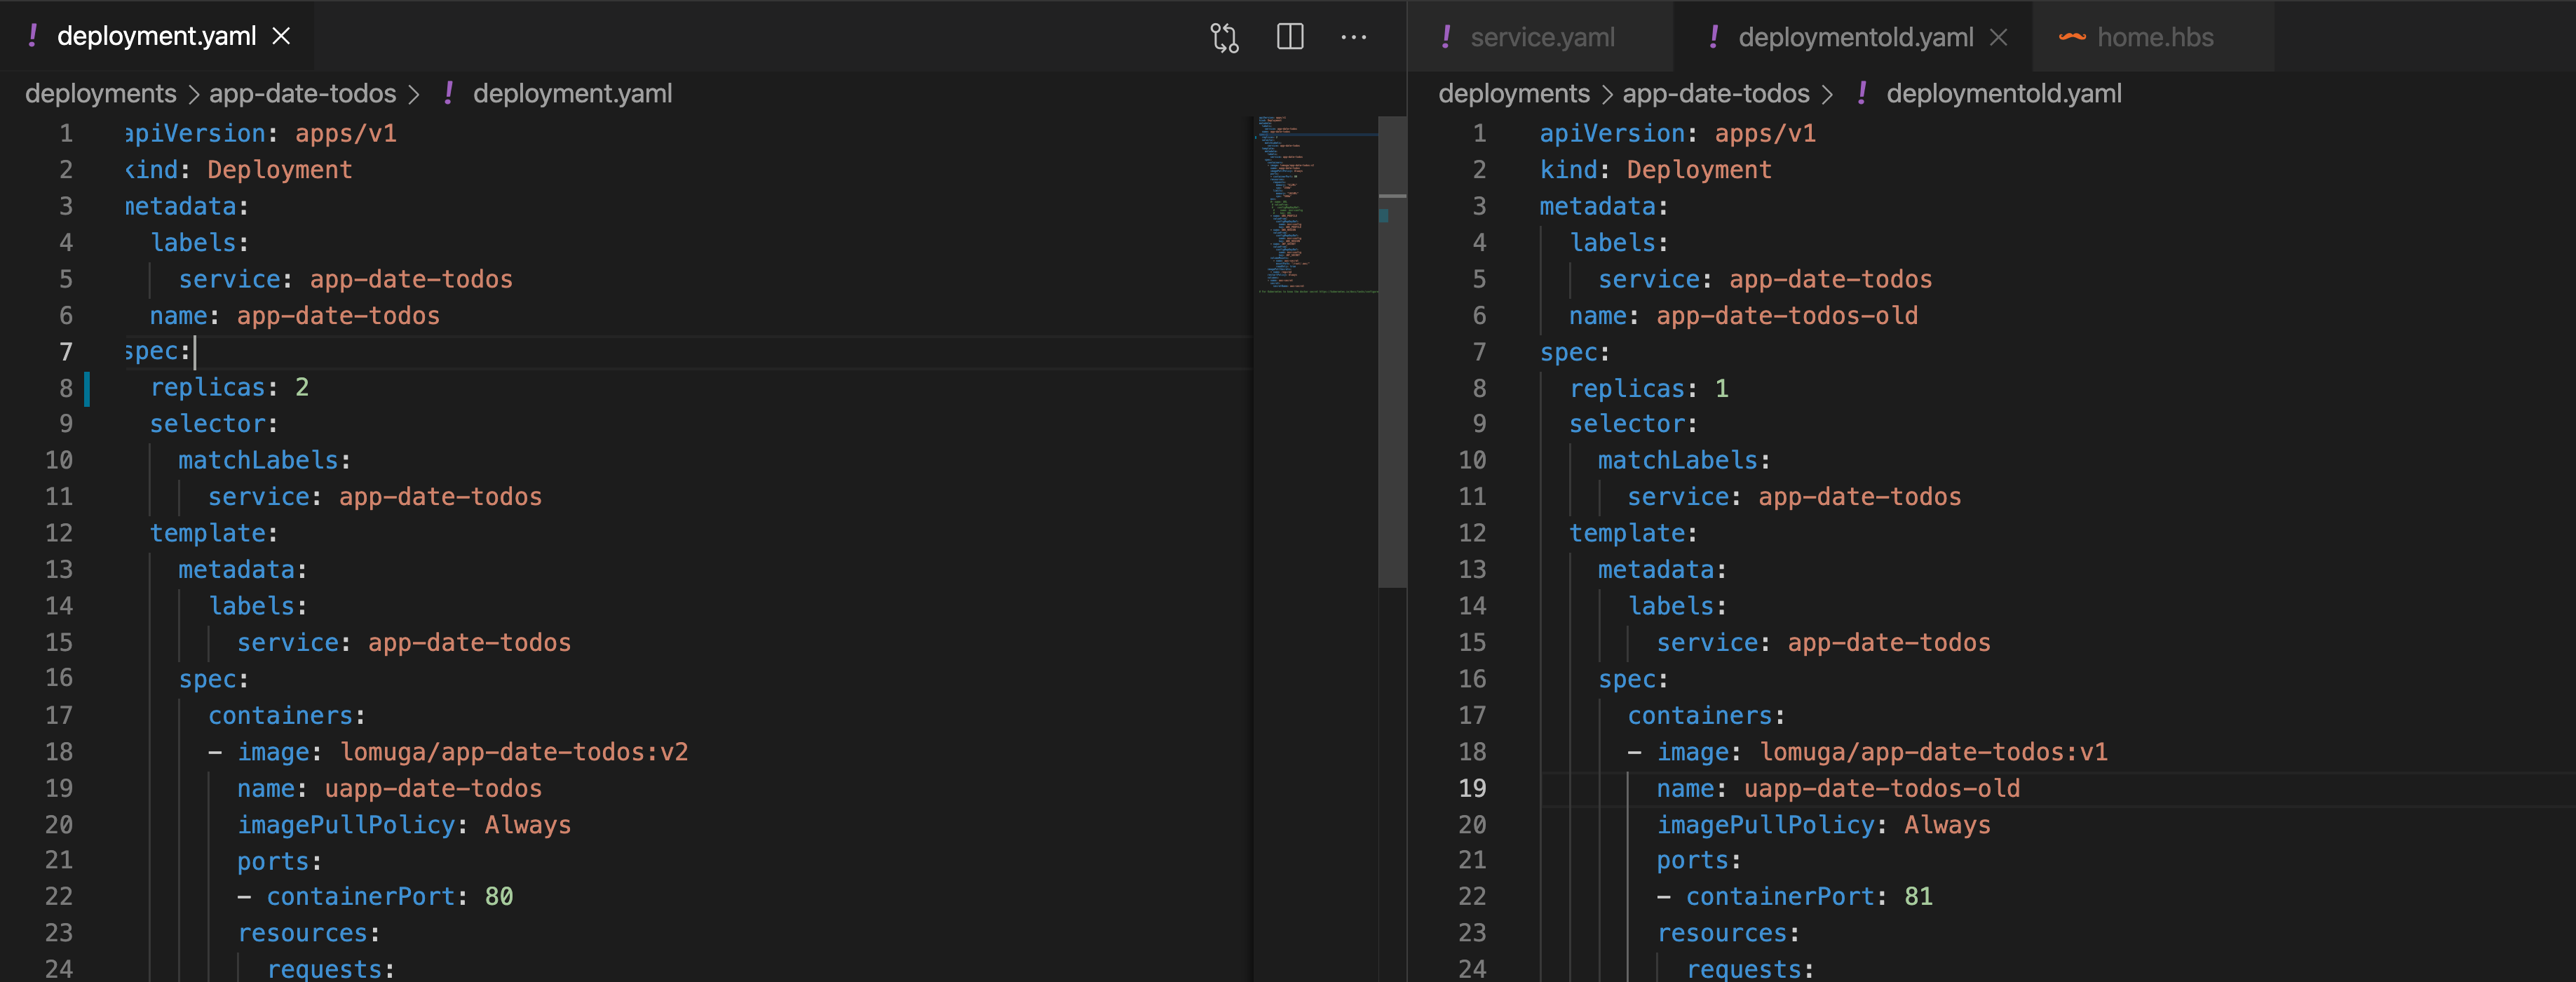 deployment.yaml
deployments > app-date-todos > ! deployment.yaml
1 apiVersion: apps/v1
2 kind: Deployment
3 metadata:
4   labels:
5     service: app-date-todos
6   name: app-date-todos
7 spec:
8   replicas: 2
9   selector:
10     matchLabels:
11       service: app-date-todos
12   template:
13     metadata:
14       labels:
15         service: app-date-todos
16     spec:
17       containers:
18       - image: lomuga/app-date-todos:v2
19         name: uapp-date-todos
20         imagePullPolicy: Always
21         ports:
22         - containerPort: 80
23         resources:
24           requests:
service.yaml
deploymentold.yaml
home.hbs
deployments > app-date-todos > ! deploymentold.yaml
1 apiVersion: apps/v1
2 kind: Deployment
3 metadata:
4   labels:
5     service: app-date-todos
6   name: app-date-todos-old
7 spec:
8   replicas: 1
9   selector:
10     matchLabels:
11       service: app-date-todos
12   template:
13     metadata:
14       labels:
15         service: app-date-todos
16     spec:
17       containers:
18       - image: lomuga/app-date-todos:v1
19         name: uapp-date-todos-old
20         imagePullPolicy: Always
21         ports:
22         - containerPort: 81
23         resources:
24           requests: